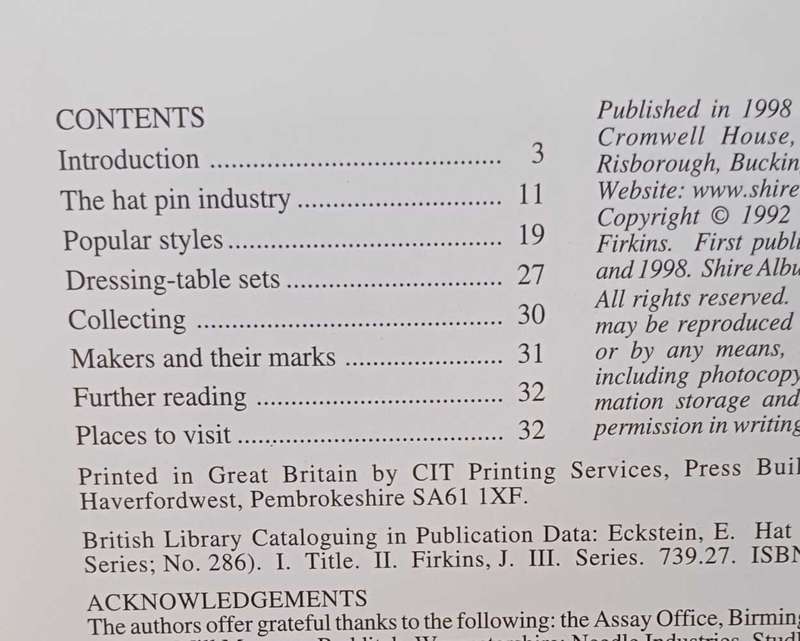 CONTENTS
Introduction ........................................ 3
The hat pin industry ............................. 11
Popular styles ....................................... 19
Dressing-table sets ............................... 27
Collecting ............................................ 30
Makers and their marks ....................... 31
Further reading .................................... 32
Places to visit ...................................... 32
Published in 1998
Cromwell House,
Risborough, Buckin
Website: www.shire
Copyright © 1992
Firkins. First publi
and 1998. Shire Albu
All rights reserved.
may be reproduced
or by any means,
including photocopy
mation storage and
permission in writing
Printed in Great Britain by CIT Printing Services, Press Buil
Haverfordwest, Pembrokeshire SA61 1XF.
British Library Cataloguing in Publication Data: Eckstein, E. Hat
Series; No. 286). I. Title. II. Firkins, J. III. Series. 739.27. ISBN
ACKNOWLEDGEMENTS
The authors offer grateful thanks to the following: the Assay Office, Birming
Needle Industries, Stud